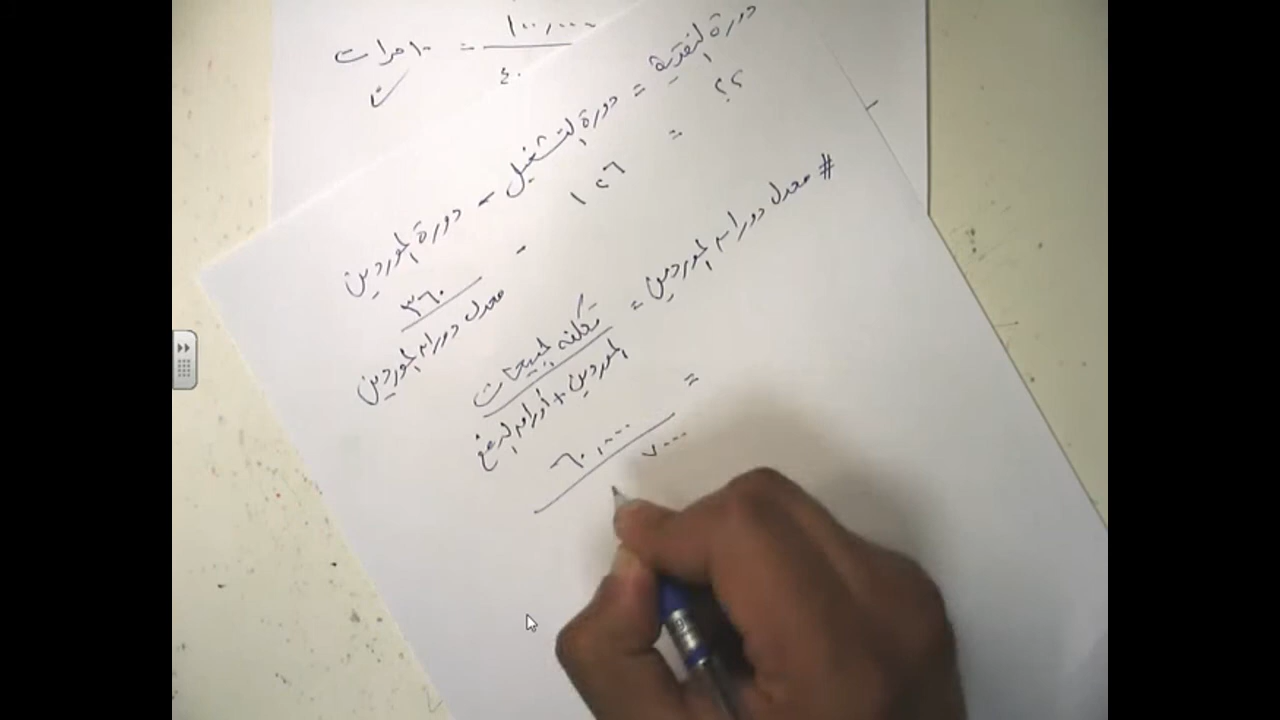 ١٠٠,٠٠٠ = ١٠ مرات
٤٠
دورة النقدية = دورة التشغيل - دورة الموردين
؟؟ = ١٢٦ - ٣٦٠
معدل دوران الموردين
# معدل دوران الموردين = تكلفة المبيعات
الموردين + أوراق الدفع
= ٦٠,٠٠٠
٧٠٠٠